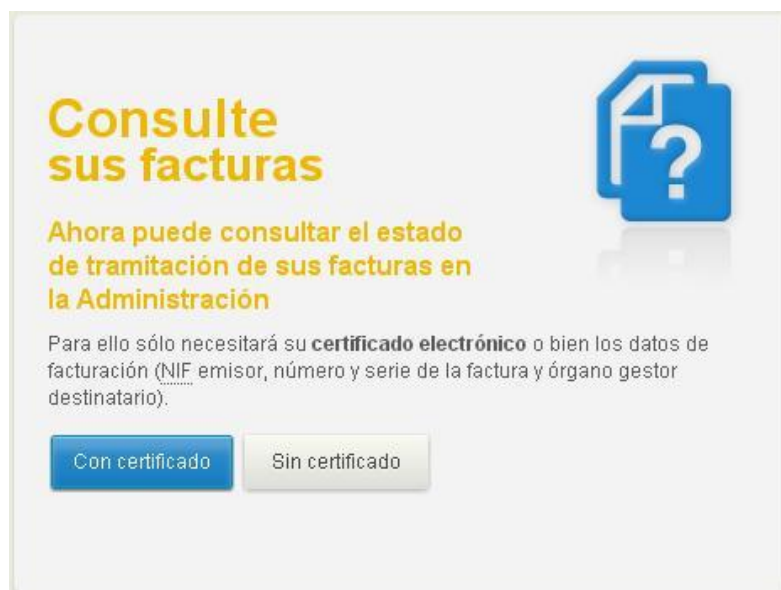 Consulte
sus facturas
?
Ahora puede consultar el estado
de tramitación de sus facturas en
la Administración
Para ello sólo necesitará su certificado electrónico o bien los datos de
facturación (NIF emisor, número y serie de la factura y órgano gestor
destinatario).
Con certificado
Sin certificado